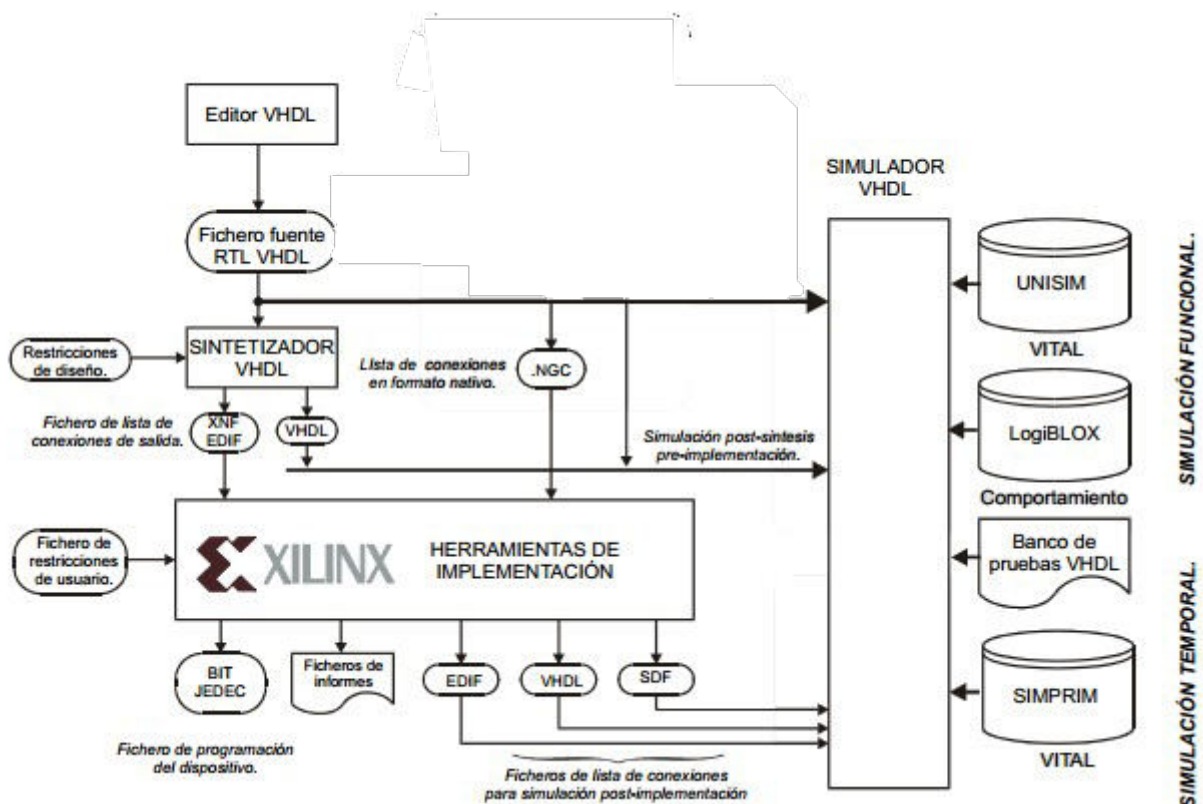 Editor VHDL
Fichero fuente
RTL VHDL
SIMULADOR
VHDL
UNISIM
VITAL
SIMULACIÓN FUNCIONAL.
Restricciones
de diseño.
SINTETIZADOR
VHDL
LIsta de conexiones
en formato nativo.
.NGC
Fichero de lista de
conexiones de salida.
XNF
EDIF
VHDL
Simulación post-síntesis
pre-implementación.
LogiBLOX
Comportamiento
Fichero de
restricciones
de usuario.
XILINX
HERRAMIENTAS DE
IMPLEMENTACIÓN
Banco de
pruebas VHDL
SIMULACIÓN TEMPORAL.
BIT
JEDEC
Ficheros de
informes
EDIF
VHDL
SDF
SIMPRIM
VITAL
Fichero de programación
del dispositivo.
Ficheros de lista de conexiones
para simulación post-implementación